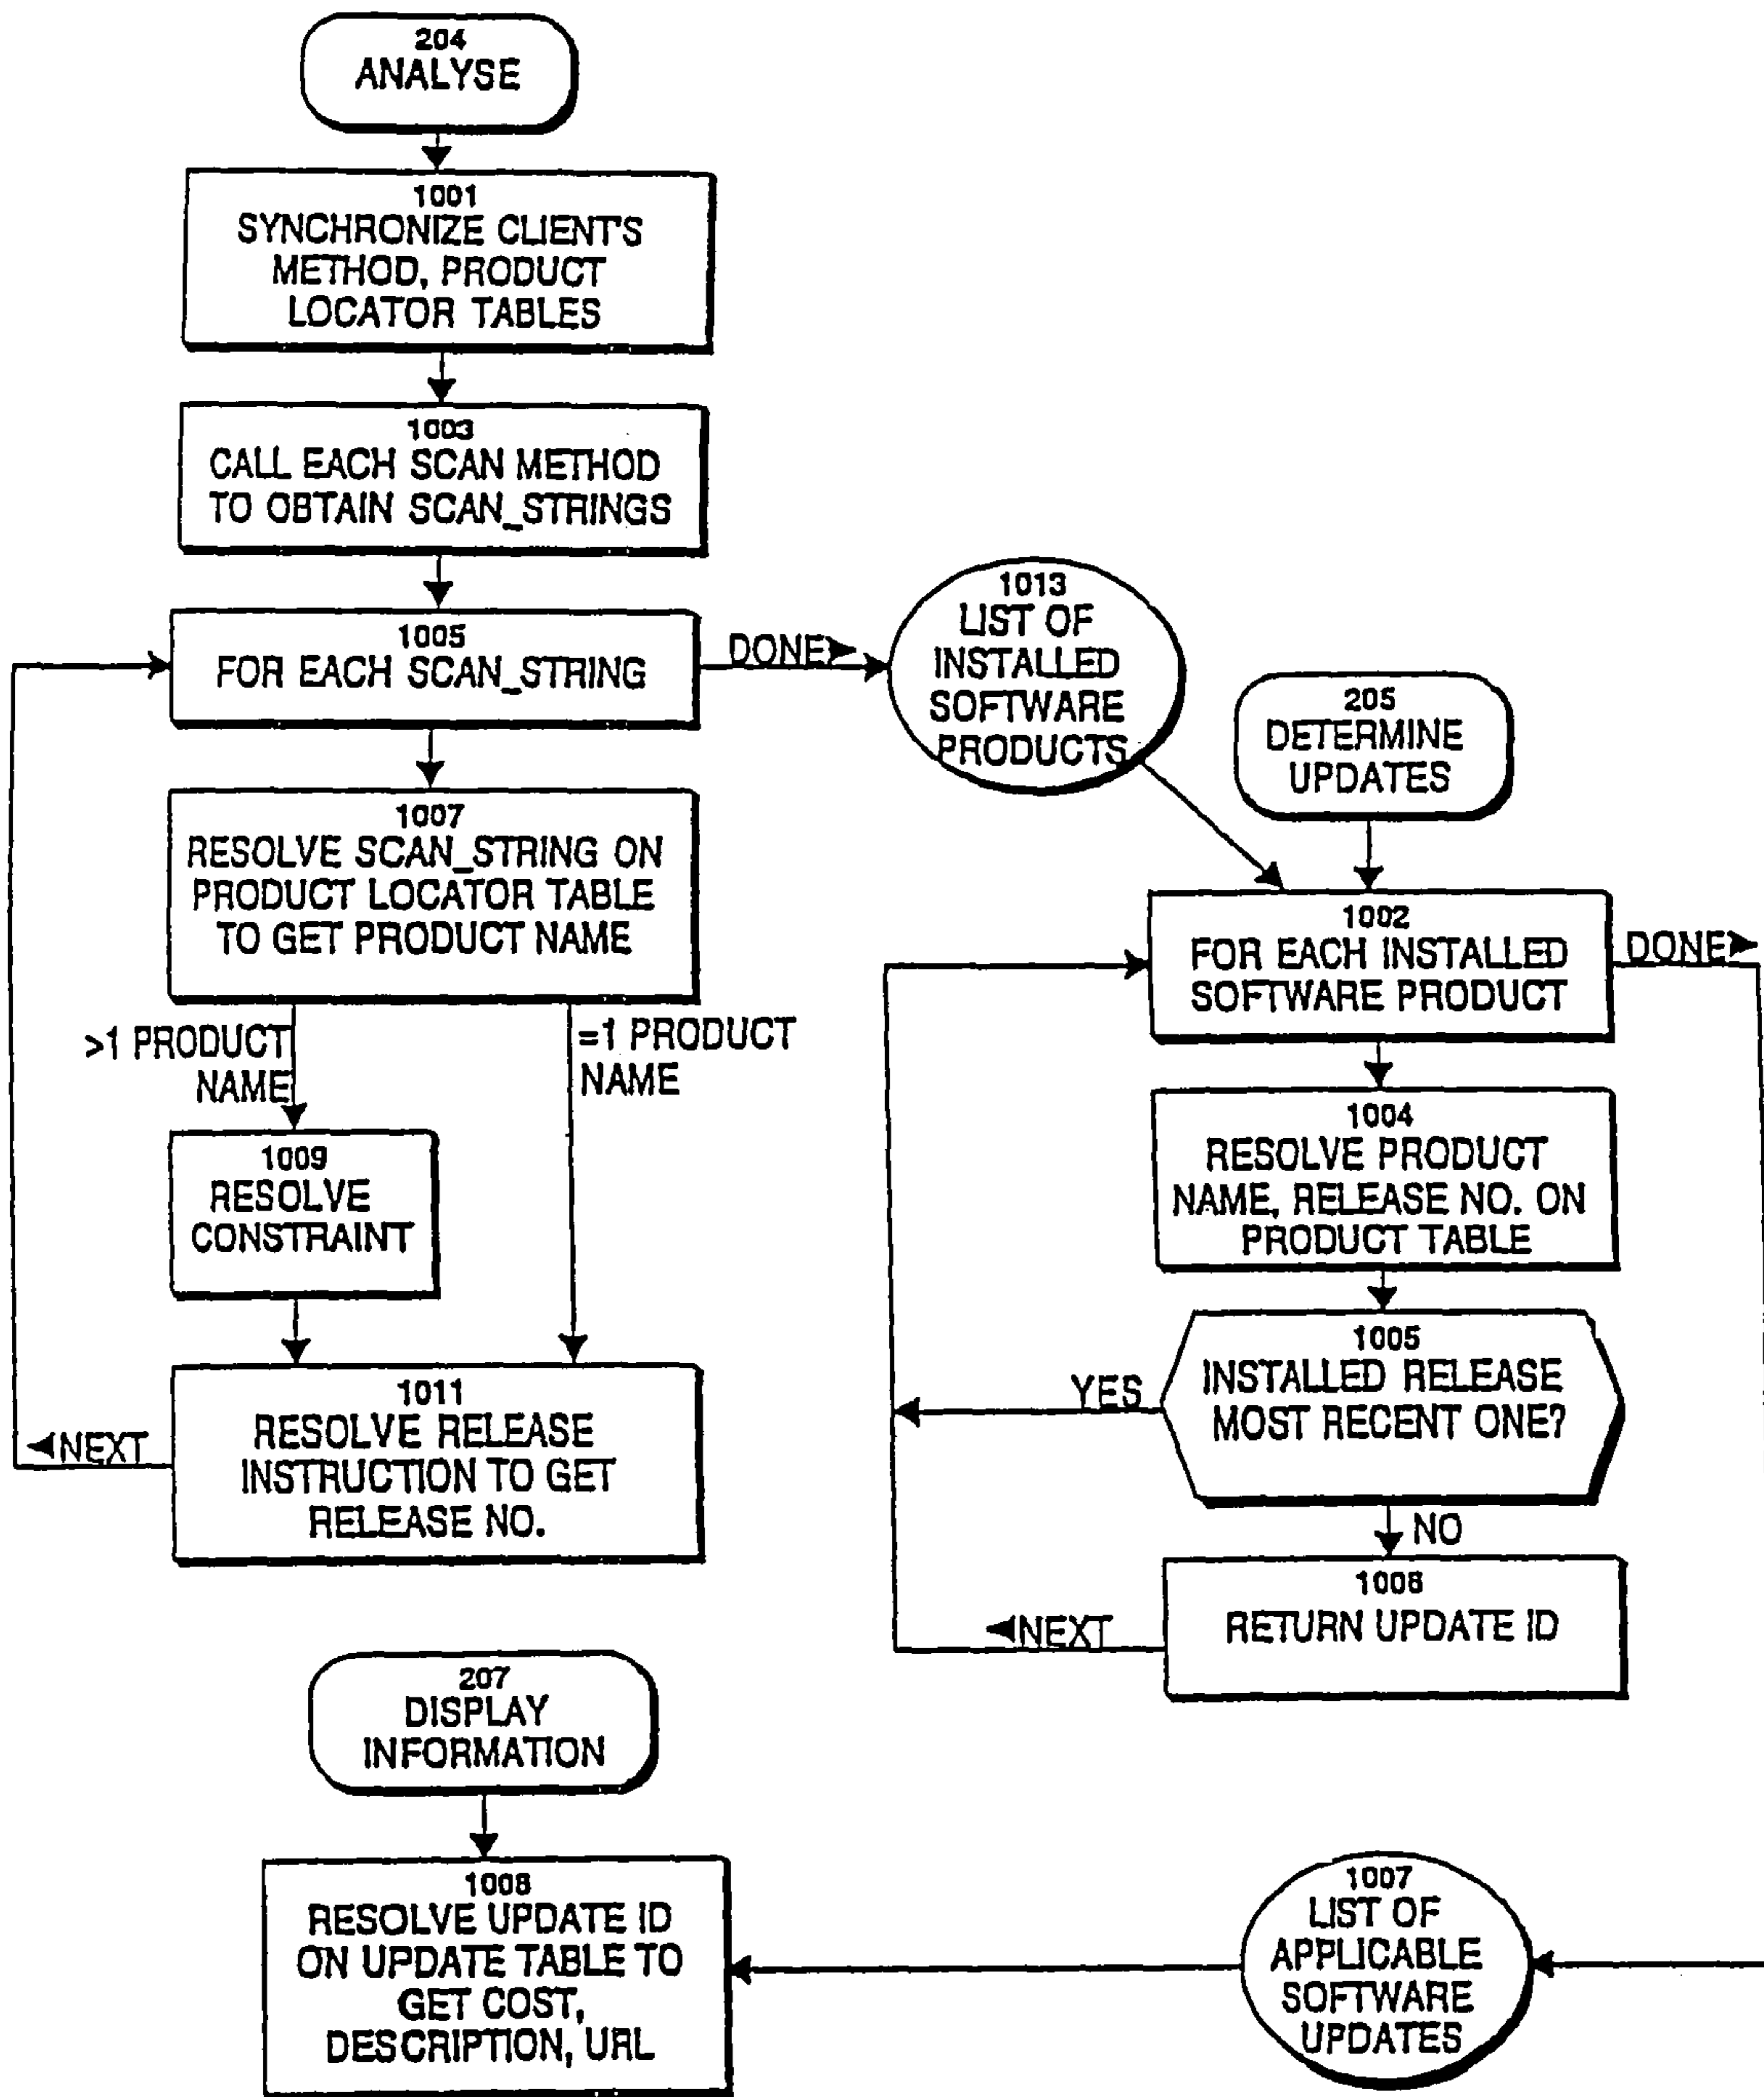 204
ANALYSE
1001
SYNCHRONIZE CLIENT'S
METHOD, PRODUCT
LOCATOR TABLES
1003
CALL EACH SCAN METHOD
TO OBTAIN SCAN_STRINGS
1005
FOR EACH SCAN_STRING
DONE
1013
LIST OF
INSTALLED
SOFTWARE
PRODUCTS
205
DETERMINE
UPDATES
1007
RESOLVE SCAN_STRING ON
PRODUCT LOCATOR TABLE
TO GET PRODUCT NAME
>1 PRODUCT
NAME
=1 PRODUCT
NAME
1009
RESOLVE
CONSTRAINT
1011
RESOLVE RELEASE
INSTRUCTION TO GET
RELEASE NO.
NEXT
1002
FOR EACH INSTALLED
SOFTWARE PRODUCT
DONE
1004
RESOLVE PRODUCT
NAME, RELEASE NO. ON
PRODUCT TABLE
1005
INSTALLED RELEASE
MOST RECENT ONE?
YES
NO
1006
RETURN UPDATE ID
NEXT
207
DISPLAY
INFORMATION
1008
RESOLVE UPDATE ID
ON UPDATE TABLE TO
GET COST,
DESCRIPTION, URL
1007
LIST OF
APPLICABLE
SOFTWARE
UPDATES